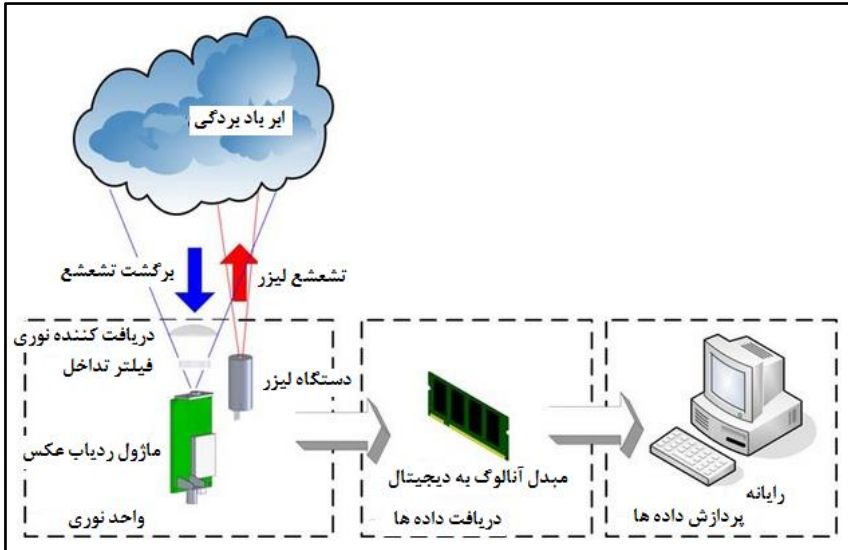 ابر یاد بردگی
برگشت تشعشع
تشعشع لیزر
دریافت کننده نوری
فیلتر تداخل
دستگاه لیزر
ماژول ردیاب عکس
واحد نوری
مبدل آنالوگ به دیجیتال
دریافت داده ها
رایانه
پردازش داده ها